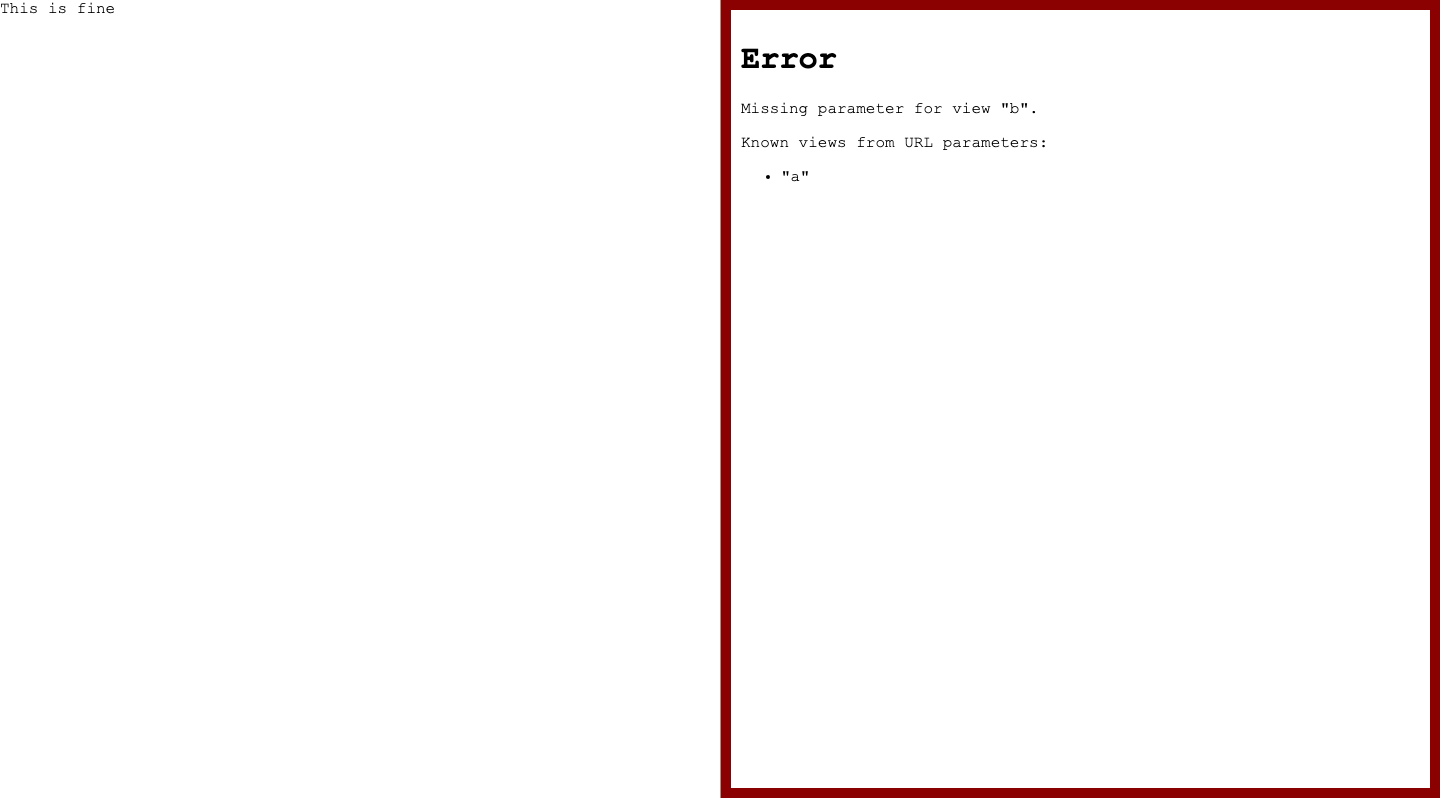 This is fine
Error
Missing parameter for view "b".
Known views from URL parameters:
• "a"